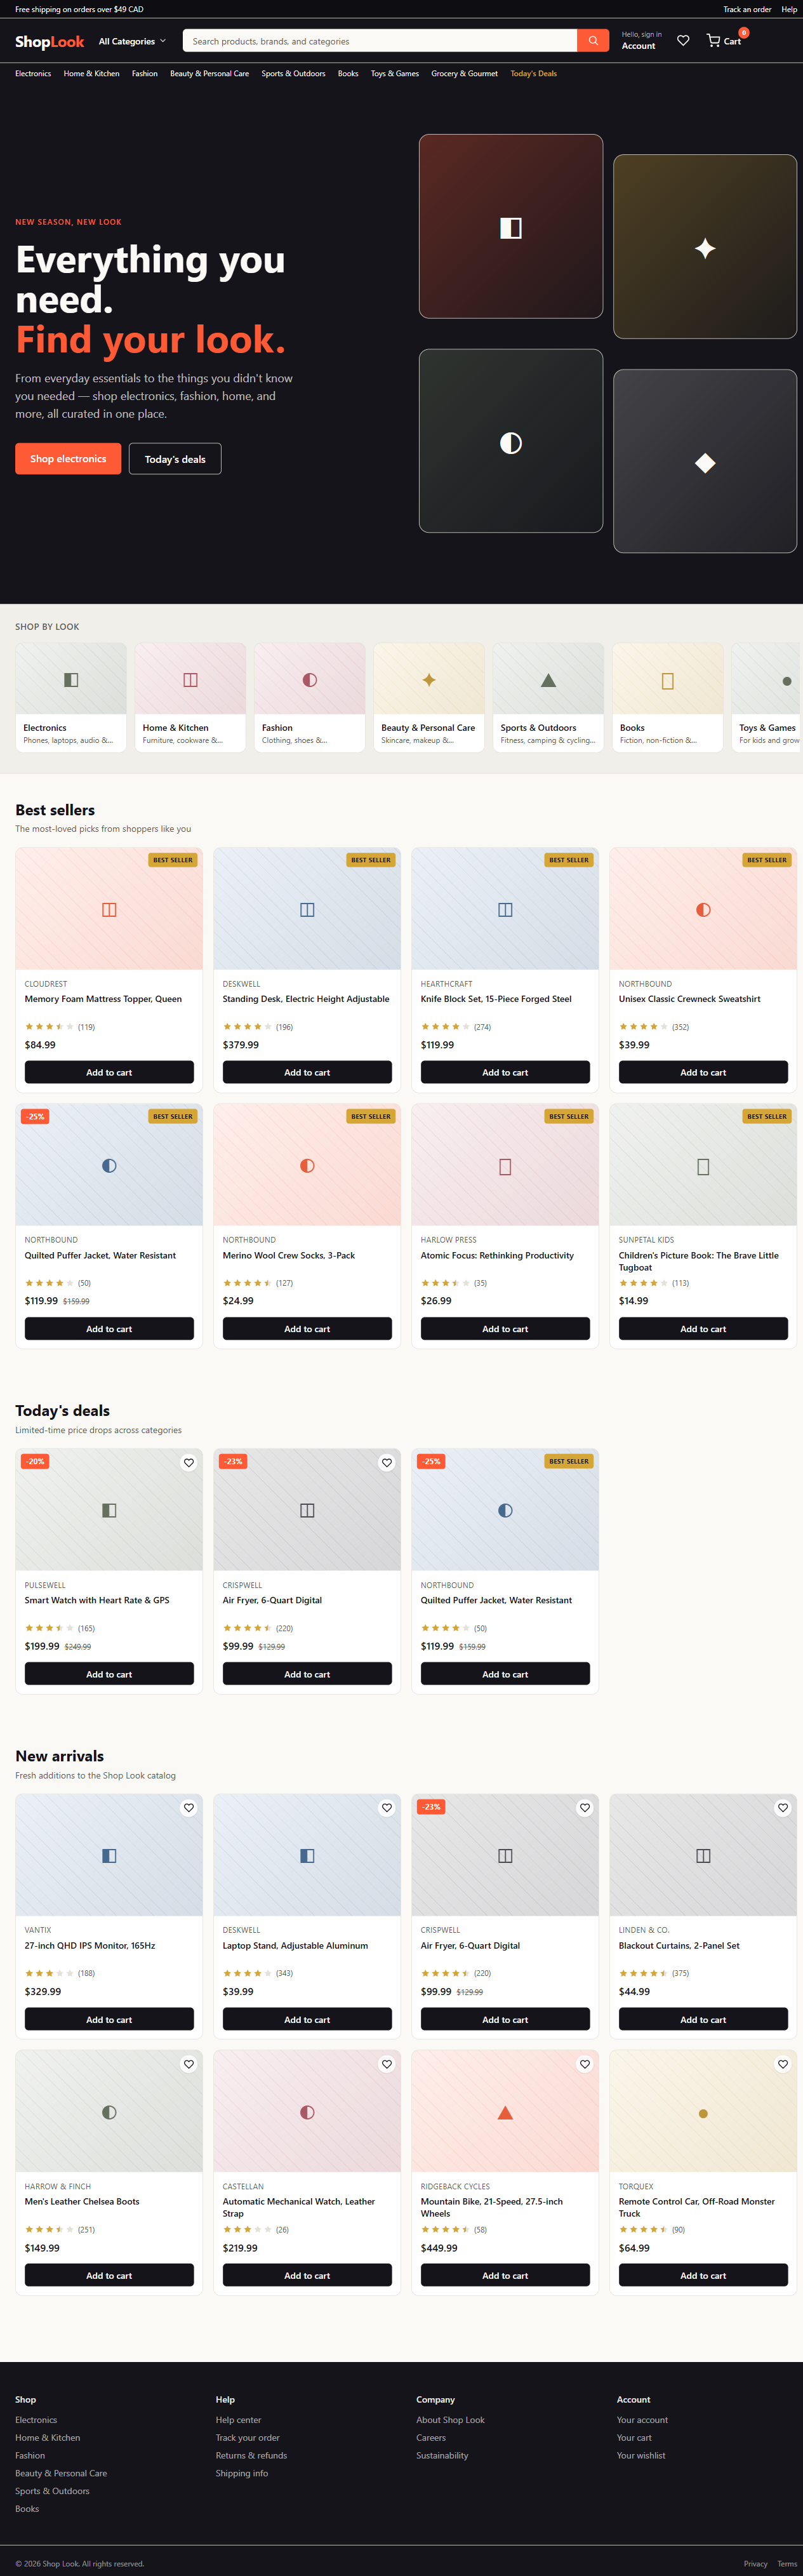 Free shipping on orders over $49 CAD
Track an order Help
ShopLook
All Categories
Search products, brands, and categories
Hello, sign in
Account
0
Cart
Electronics Home & Kitchen Fashion Beauty & Personal Care Sports & Outdoors Books Toys & Games Grocery & Gourmet Today's Deals
NEW SEASON, NEW LOOK
Everything you
need.
Find your look.
From everyday essentials to the things you didn't know
you needed — shop electronics, fashion, home, and
more, all curated in one place.
Shop electronics
Today's deals
SHOP BY LOOK
Electronics
Phones, laptops, audio &...
Home & Kitchen
Furniture, cookware &...
Fashion
Clothing, shoes &...
Beauty & Personal Care
Skincare, makeup &...
Sports & Outdoors
Fitness, camping & cycling...
Books
Fiction, non-fiction &...
Toys & Games
For kids and grow
Best sellers
The most-loved picks from shoppers like you
BEST SELLER
CLOUDREST
Memory Foam Mattress Topper, Queen
(119)
$84.99
Add to cart
BEST SELLER
DESKWELL
Standing Desk, Electric Height Adjustable
(196)
$379.99
Add to cart
BEST SELLER
HEARTHCRAFT
Knife Block Set, 15-Piece Forged Steel
(274)
$119.99
Add to cart
BEST SELLER
NORTHBOUND
Unisex Classic Crewneck Sweatshirt
(352)
$39.99
Add to cart
-25%
BEST SELLER
NORTHBOUND
Quilted Puffer Jacket, Water Resistant
(50)
$119.99 $159.99
Add to cart
BEST SELLER
NORTHBOUND
Merino Wool Crew Socks, 3-Pack
(127)
$24.99
Add to cart
BEST SELLER
HARLOW PRESS
Atomic Focus: Rethinking Productivity
(35)
$26.99
Add to cart
BEST SELLER
SUNPETAL KIDS
Children's Picture Book: The Brave Little
Tugboat
(113)
$14.99
Add to cart
Today's deals
Limited-time price drops across categories
-20%
PULSEWELL
Smart Watch with Heart Rate & GPS
(165)
$199.99 $249.99
Add to cart
-23%
CRISPWELL
Air Fryer, 6-Quart Digital
(220)
$99.99 $129.99
Add to cart
-25%
BEST SELLER
NORTHBOUND
Quilted Puffer Jacket, Water Resistant
(50)
$119.99 $159.99
Add to cart
New arrivals
Fresh additions to the Shop Look catalog
VANTIX
27-inch QHD IPS Monitor, 165Hz
(188)
$329.99
Add to cart
DESKWELL
Laptop Stand, Adjustable Aluminum
(343)
$39.99
Add to cart
-23%
CRISPWELL
Air Fryer, 6-Quart Digital
(220)
$99.99 $129.99
Add to cart
LINDEN & CO.
Blackout Curtains, 2-Panel Set
(375)
$44.99
Add to cart
HARROW & FINCH
Men's Leather Chelsea Boots
(251)
$149.99
Add to cart
CASTELLAN
Automatic Mechanical Watch, Leather
Strap
(26)
$219.99
Add to cart
RIDGEBACK CYCLES
Mountain Bike, 21-Speed, 27.5-inch
Wheels
(58)
$449.99
Add to cart
TORQUEX
Remote Control Car, Off-Road Monster
Truck
(90)
$64.99
Add to cart
Shop
Electronics
Home & Kitchen
Fashion
Beauty & Personal Care
Sports & Outdoors
Books
Help
Help center
Track your order
Returns & refunds
Shipping info
Company
About Shop Look
Careers
Sustainability
Account
Your account
Your cart
Your wishlist
© 2026 Shop Look. All rights reserved.
Privacy Terms